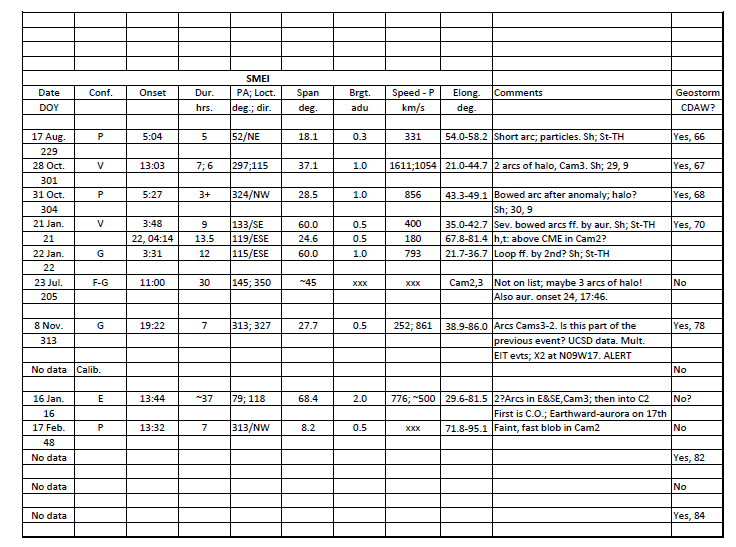 SMEI
Date Conf. Onset Dur. PA; Loct. Span Brgt. Speed - P Elong. Comments Geostorm
DOY hrs. deg.; dir. deg. adu km/s deg. CDAW?
17 Aug. P 5:04 5 52/NE 18.1 0.3 331 54.0-58.2 Short arc; particles. Sh; St-TH Yes, 66
229
28 Oct. V 13:03 7; 6 297;115 37.1 1.0 1611;1054 21.0-44.7 2 arcs of halo, Cam3. Sh; 29, 9 Yes, 67
301
31 Oct. P 5:27 3+ 324/NW 28.5 1.0 856 43.3-49.1 Bowed arc after anomaly; halo? Yes, 68
304 Sh; 30, 9
21 Jan. V 3:48 9 133/SE 60.0 0.5 400 35.0-42.7 Sev. bowed arcs ff. by aur. Sh; St-TH Yes, 70
21 22, 04:14 13.5 119/ESE 24.6 0.5 180 67.8-81.4 h,t: above CME in Cam2?
22 Jan. G 3:31 12 115/ESE 60.0 1.0 793 21.7-36.7 Loop ff. by 2nd? Sh; St-TH
22
23 Jul. F-G 11:00 30 145; 350 ~45 xxx xxx Cam2,3 Not on list; maybe 3 arcs of halo! No
205 Also aur. onset 24, 17:46.
8 Nov. G 19:22 7 313; 327 27.7 0.5 252; 861 38.9-86.0 Arcs Cams3-2. Is this part of the Yes, 78
313 previous event? UCSD data. Mult.
EIT evts; X2 at N09W17. ALERT
No data Calib. No
16 Jan. E 13:44 ~37 79; 118 68.4 2.0 776; ~500 29.6-81.5 2?Arcs in E&SE,Cam3; then into C2 No?
16 First is C.O.; Earthward-aurora on 17th
17 Feb. P 13:32 7 313/NW 8.2 0.5 xxx 71.8-95.1 Faint, fast blob in Cam2 No
48
No data Yes, 82
No data No
No data Yes, 84